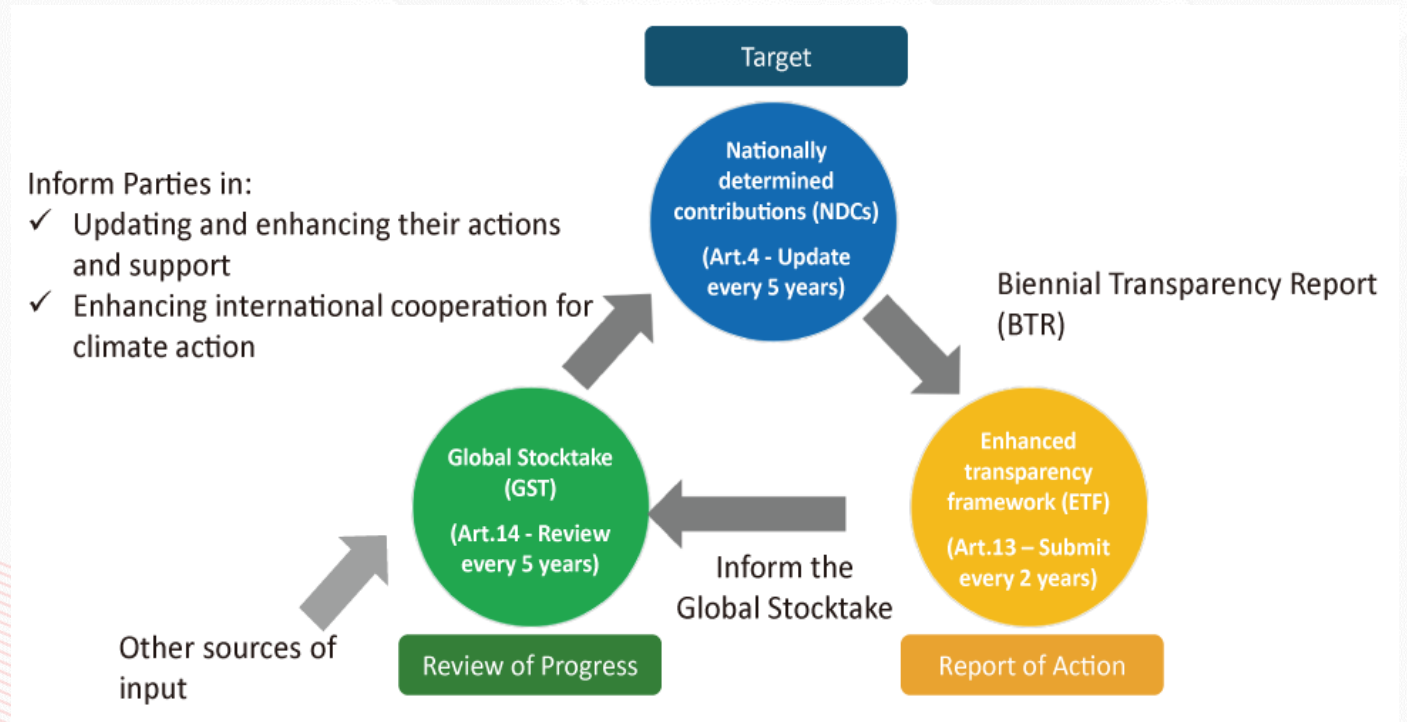 Target
Nationally
determined
contributions (NDCs)
(Art.4 - Update
every 5 years)
Inform Parties in:
✓ Updating and enhancing their actions
and support
✓ Enhancing international cooperation for
climate action
Biennial Transparency Report
(BTR)
Global Stocktake
(GST)
(Art.14 - Review
every 5 years)
Enhanced
transparency
framework (ETF)
(Art.13 – Submit
every 2 years)
Inform the
Global Stocktake
Other sources of
input
Review of Progress
Report of Action